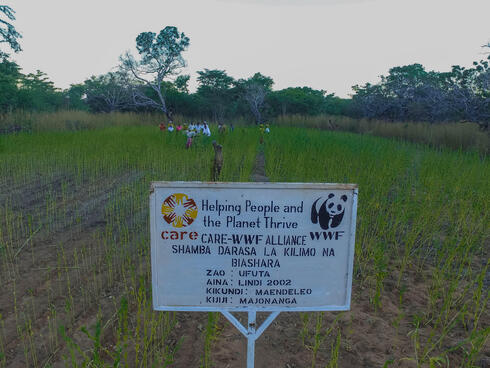 Helping People and
the Planet Thrive
care
WWF
CARE-WWF ALLIANCE
SHAMBA DARASA LA KILIMO NA
BIASHARA
ZAO : UFUTA
AINA : LINDI 2002
KIKUNDI : MAENDELEO
KIJIJI : MAJONANGA